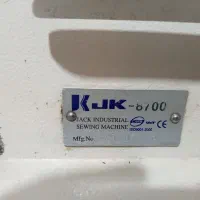 JK-8700
JACK INDUSTRIAL
SEWING MACHINE
Mfg.No